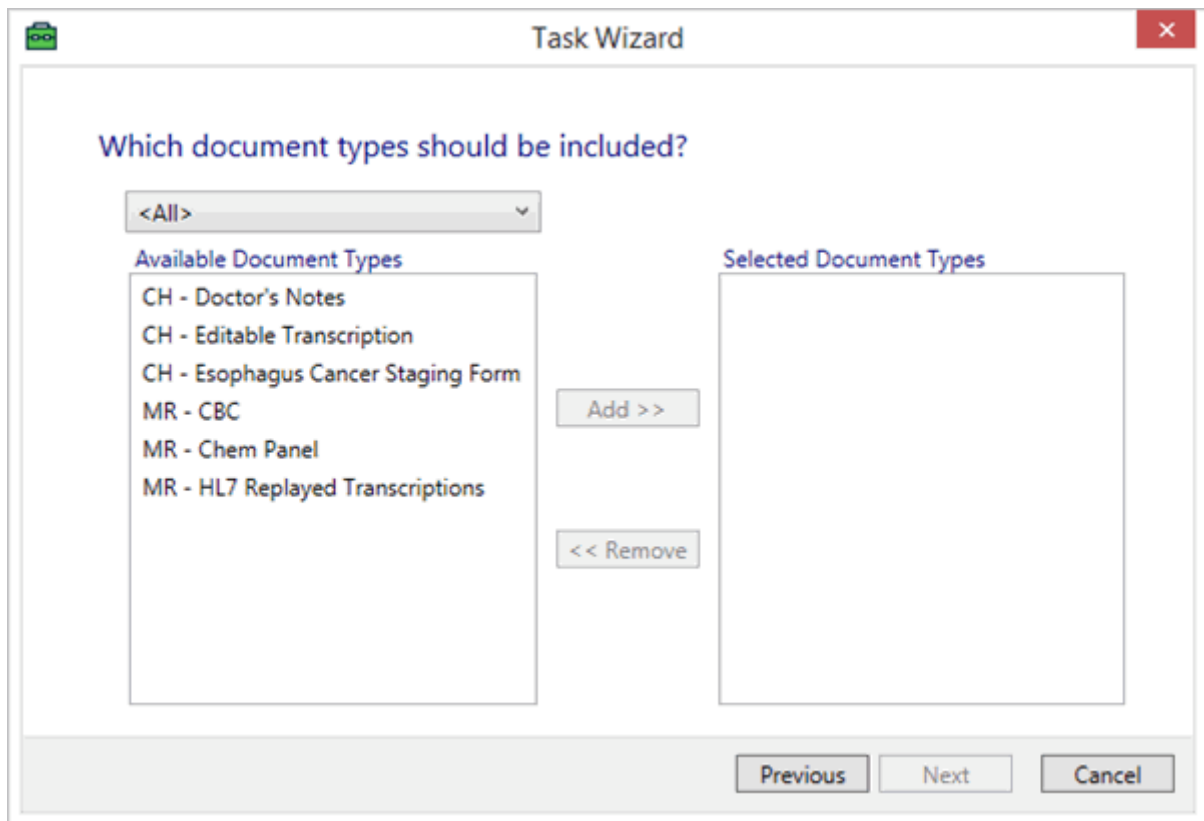 Task Wizard
Which document types should be included?
<All>
Available Document Types
CH - Doctor's Notes
CH - Editable Transcription
CH - Esophagus Cancer Staging Form
MR - CBC
MR - Chem Panel
MR - HL7 Replayed Transcriptions
Add >>
<< Remove
Selected Document Types
Previous
Next
Cancel